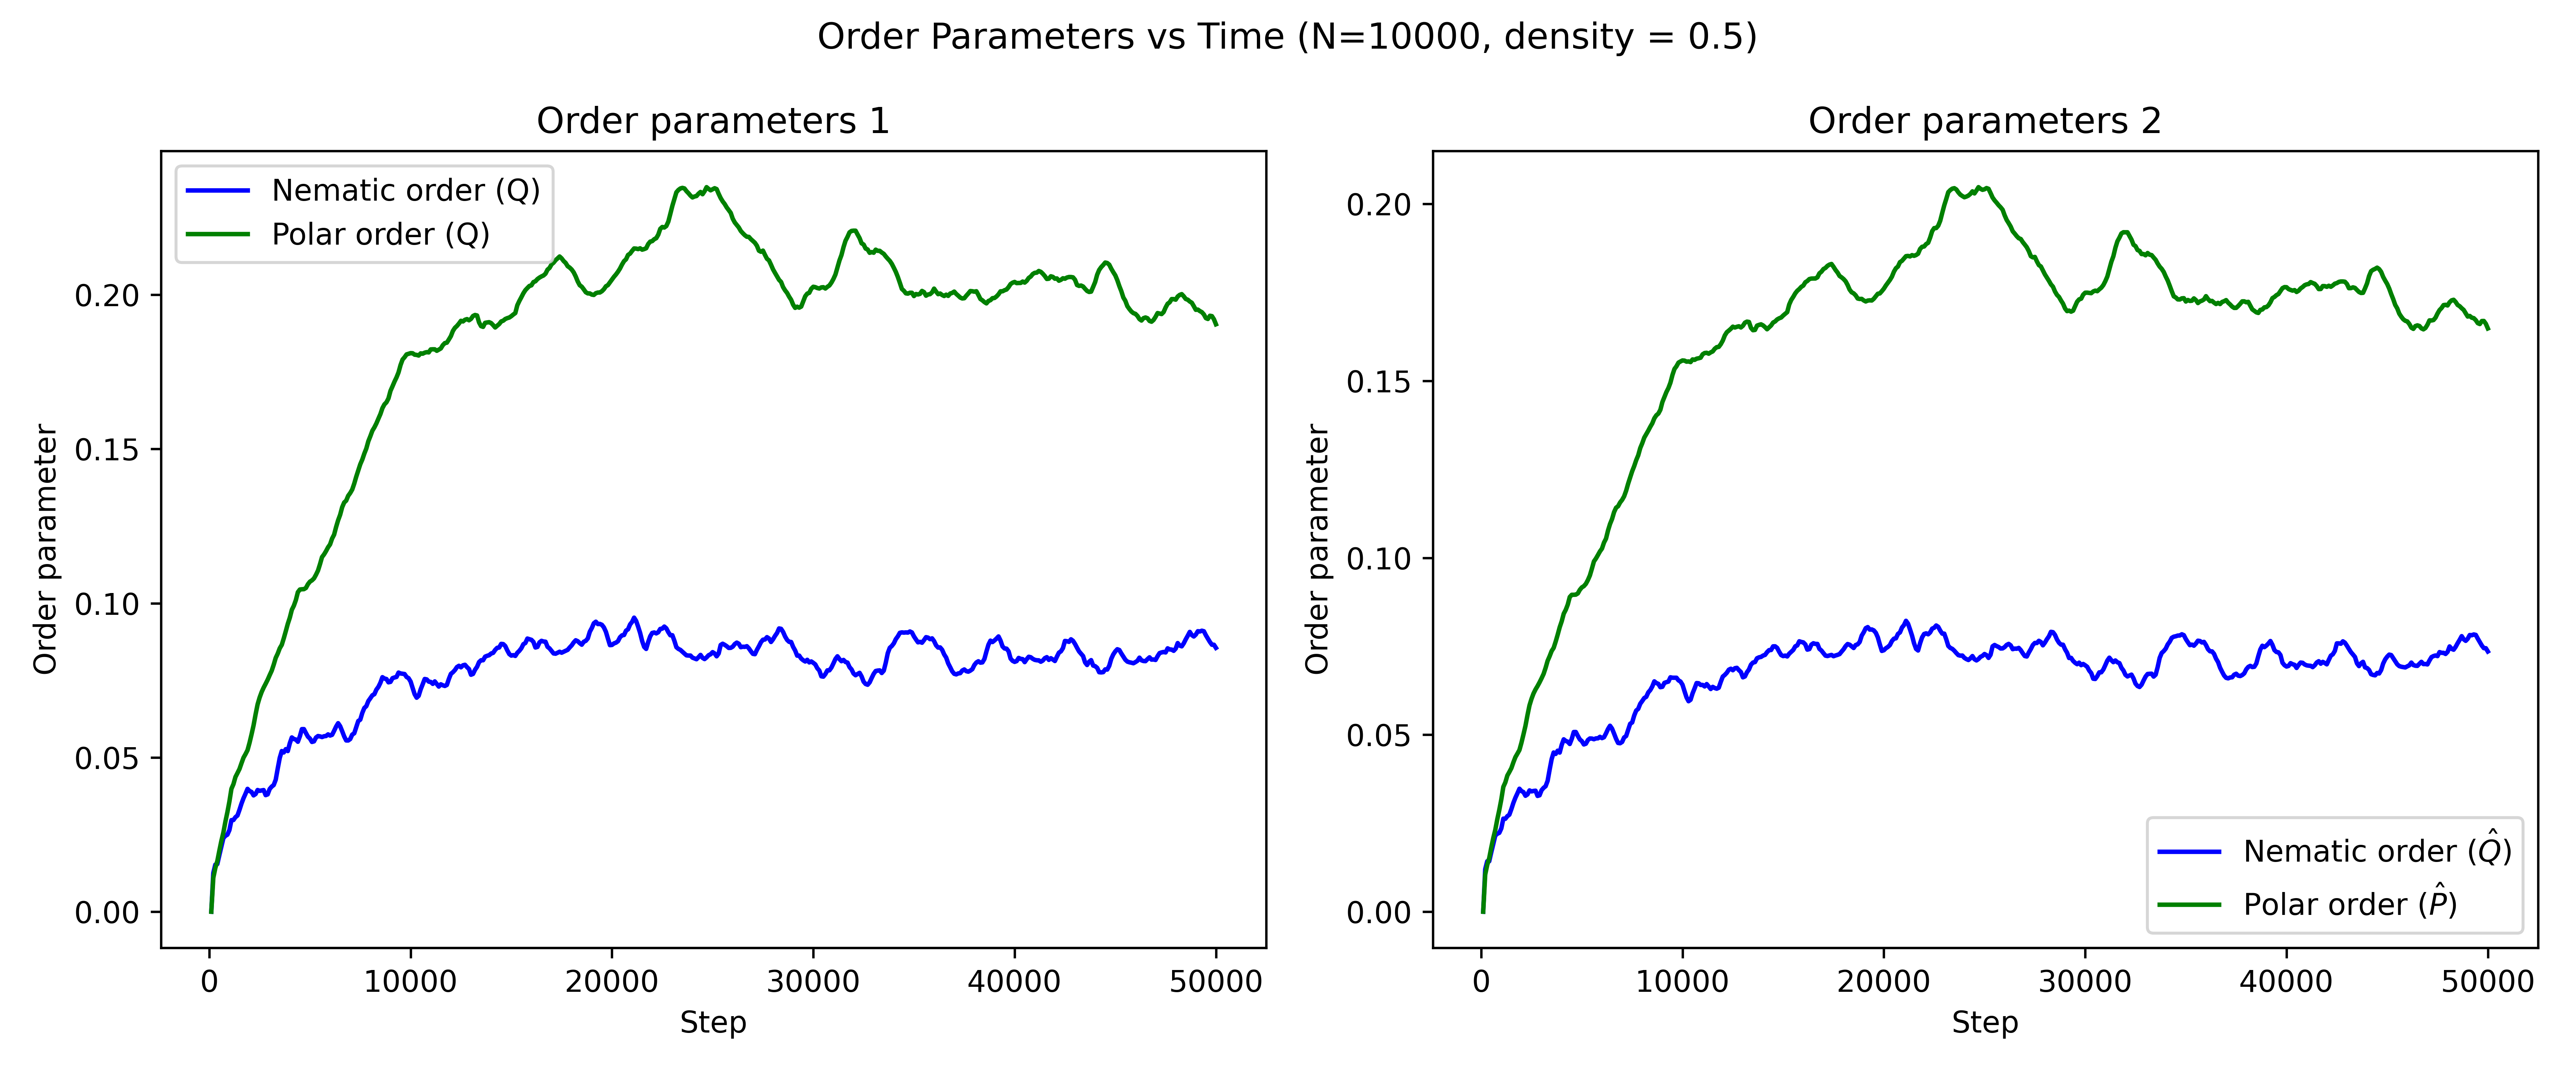 Order Parameters vs Time (N=10000, density = 0.5)
Order parameters 1
Nematic order (Q)
Polar order (Q)
Order parameter
0.20
0.15
0.10
0.05
0.00
0 10000 20000 30000 40000 50000
Step
Order parameters 2
Order parameter
0.20
0.15
0.10
0.05
0.00
Nematic order (Q̂)
Polar order (P̂)
0 10000 20000 30000 40000 50000
Step